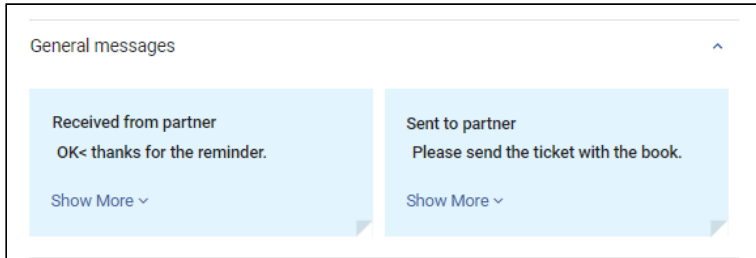 General messages
Received from partner
OK< thanks for the reminder.
Show More
Sent to partner
Please send the ticket with the book.
Show More